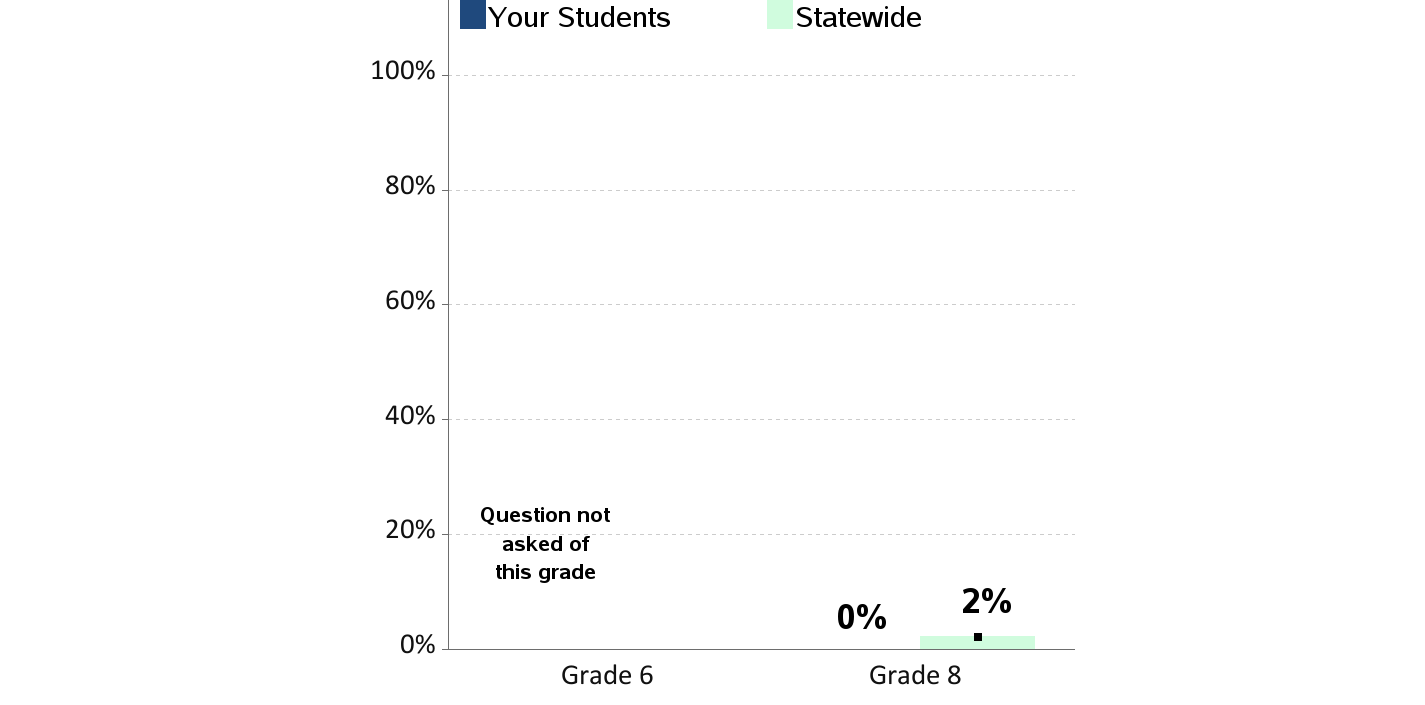 Your Students Statewide
100%
80%
60%
40%
20%
0%
Question not
asked of
this grade
0%
2%
Grade 6 Grade 8